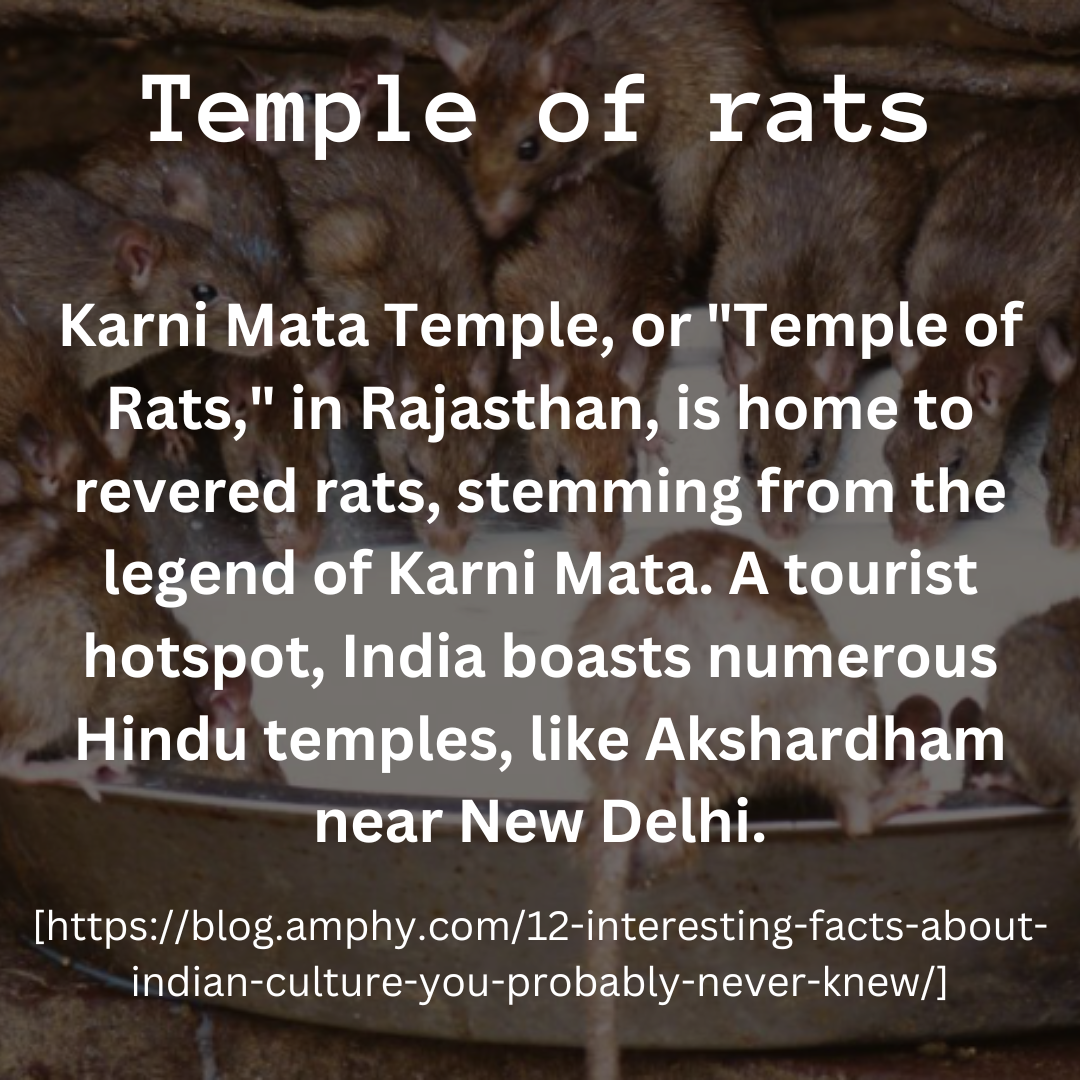 Temple of rats
Karni Mata Temple, or "Temple of
Rats," in Rajasthan, is home to
revered rats, stemming from the
legend of Karni Mata. A tourist
hotspot, India boasts numerous
Hindu temples, like Akshardham
near New Delhi.
[https://blog.amphy.com/12-interesting-facts-about-
indian-culture-you-probably-never-knew/]